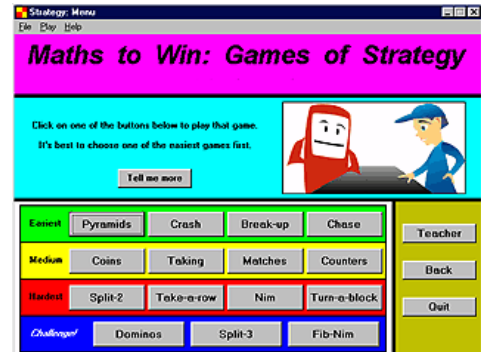 Strategy: Menu
File Play Help
Maths to Win: Games of Strategy
Click on one of the buttons below to play that game.
It's best to choose one of the easiest games first.
Tell me more
Easiest Pyramids Crash Break-up Chase
Medium Coins Taking Matches Counters
Hardest Split-2 Take-a-row Nim Turn-a-block
Challenge! Dominos Split-3 Fib-Nim
Teacher
Back
Quit